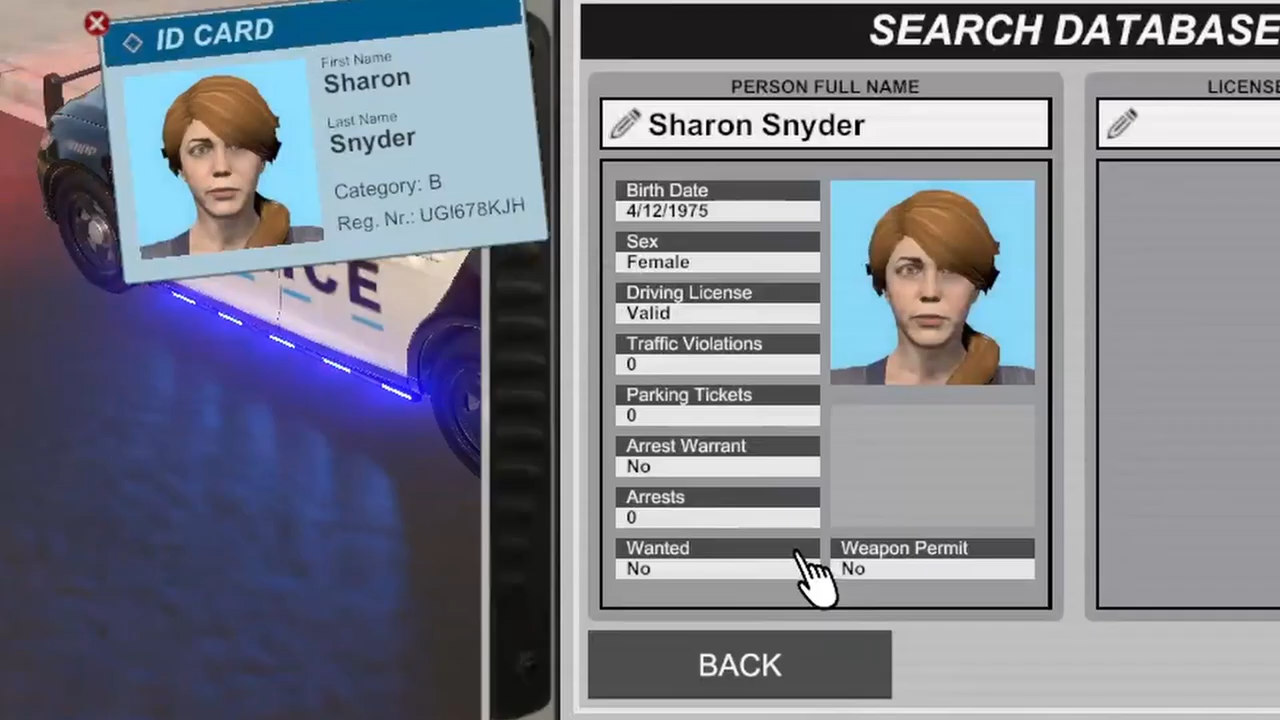 ID CARD
First Name
Sharon
Last Name
Snyder
Category: B
Reg. Nr.: UGI678KJH
SEARCH DATABASE
PERSON FULL NAME
Sharon Snyder
Birth Date
4/12/1975
Sex
Female
Driving License
Valid
Traffic Violations
0
Parking Tickets
0
Arrest Warrant
No
Arrests
0
Wanted
No
Weapon Permit
No
BACK
LICENSE